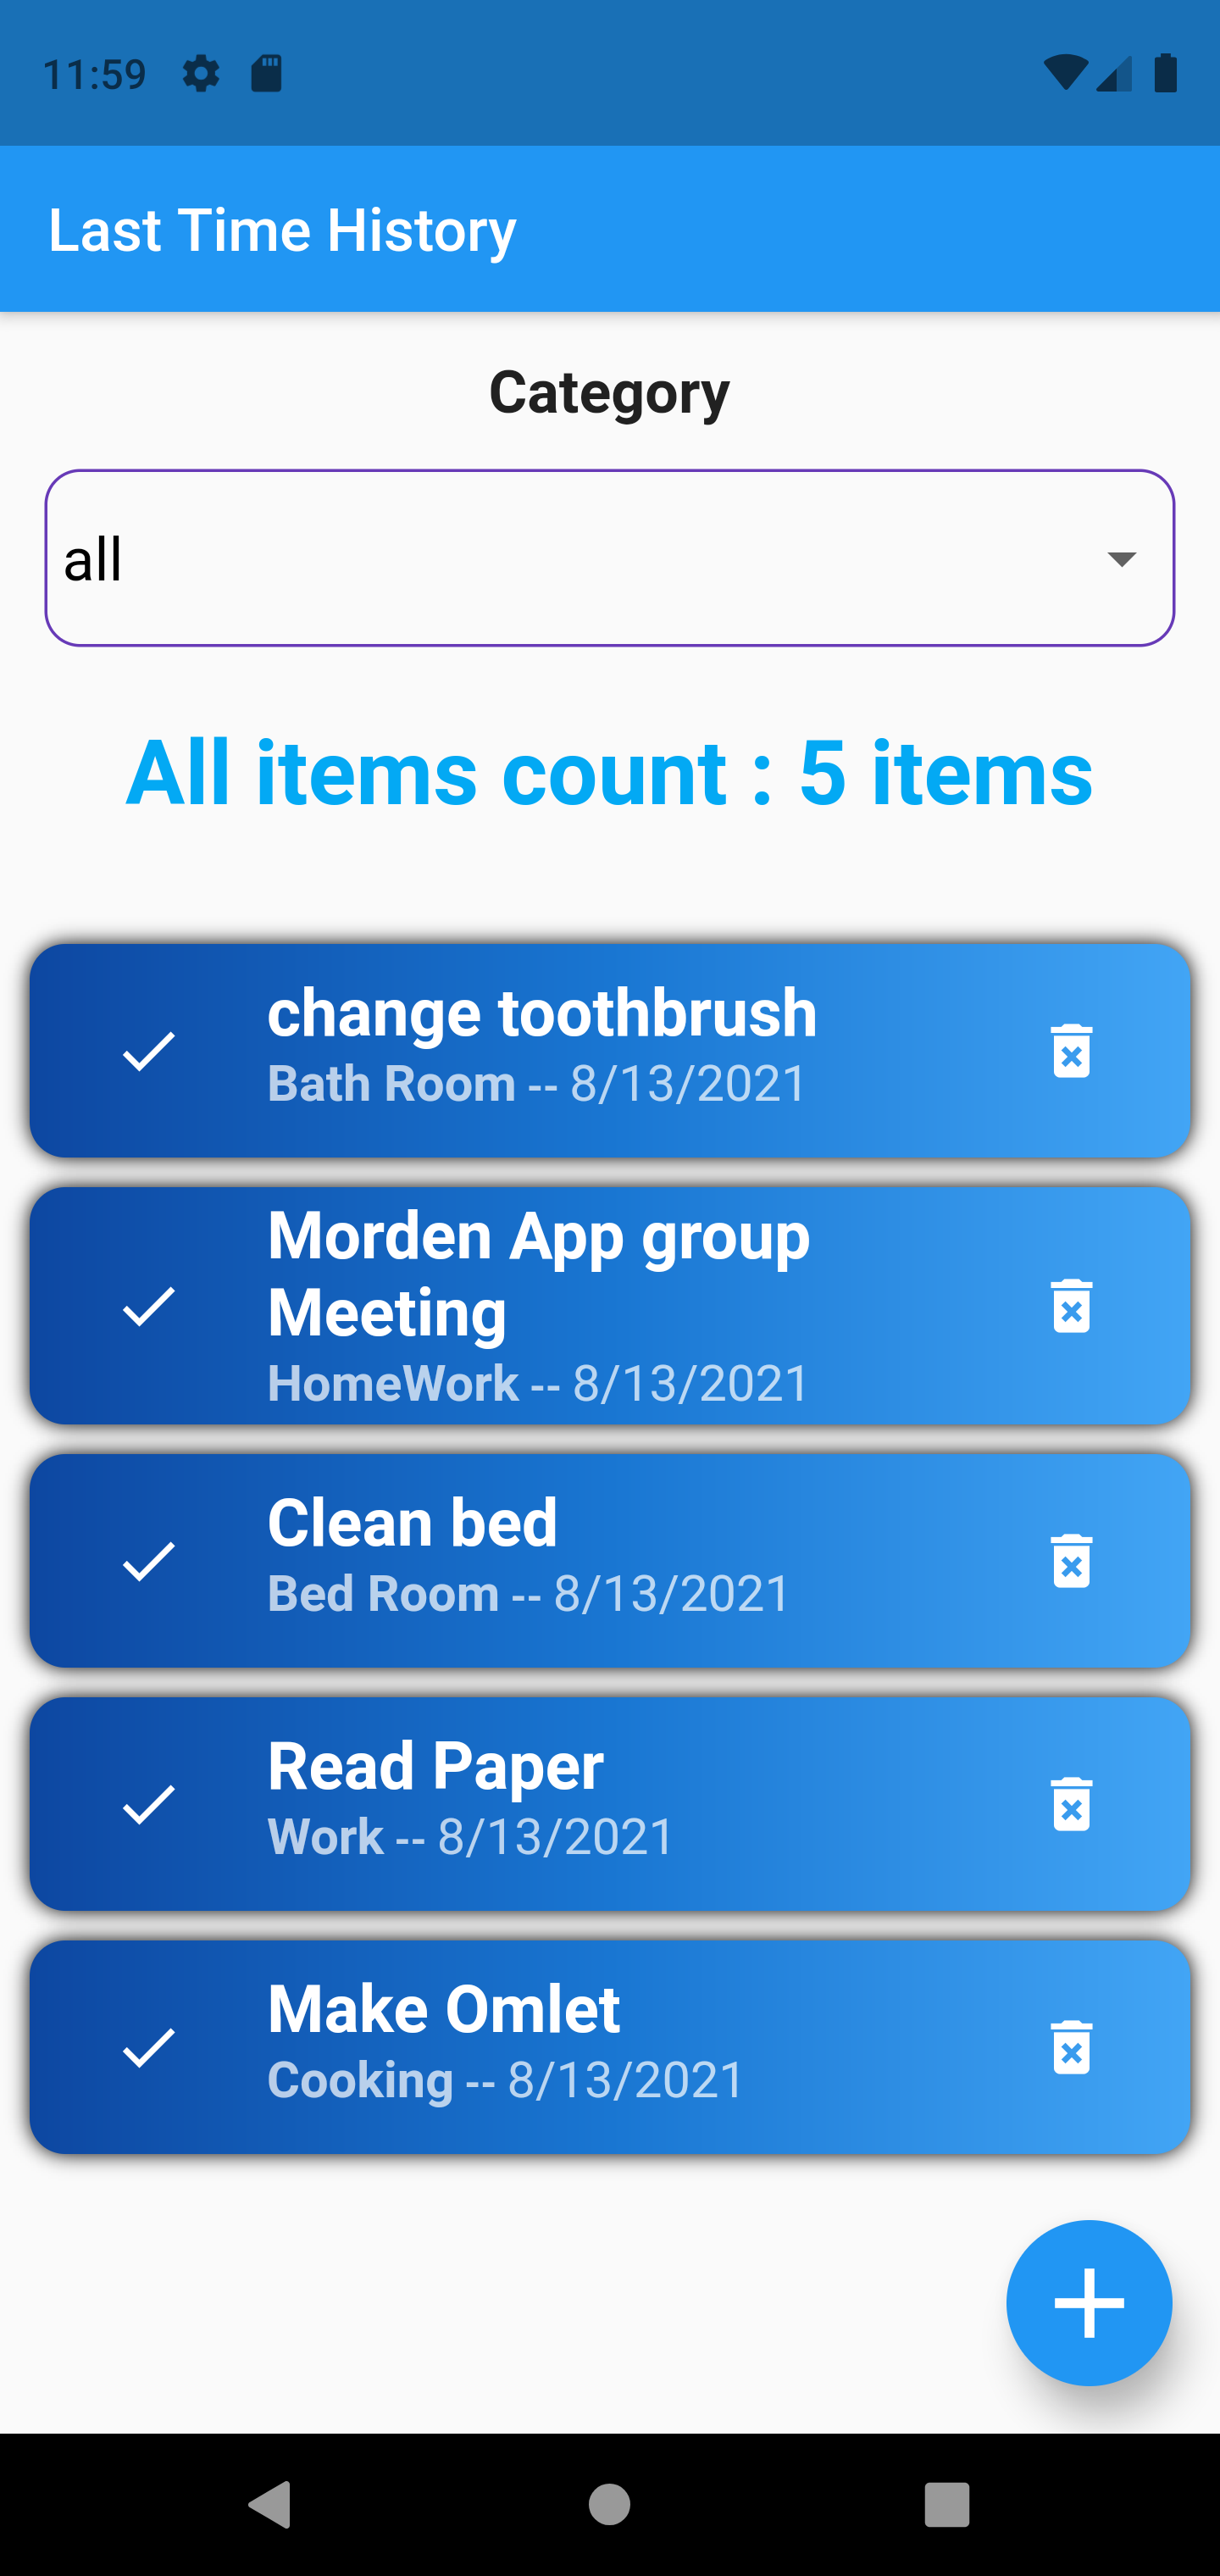 11:59
Last Time History
Category
all
All items count : 5 items
change toothbrush
Bath Room -- 8/13/2021
Morden App group
Meeting
HomeWork -- 8/13/2021
Clean bed
Bed Room -- 8/13/2021
Read Paper
Work -- 8/13/2021
Make Omlet
Cooking -- 8/13/2021